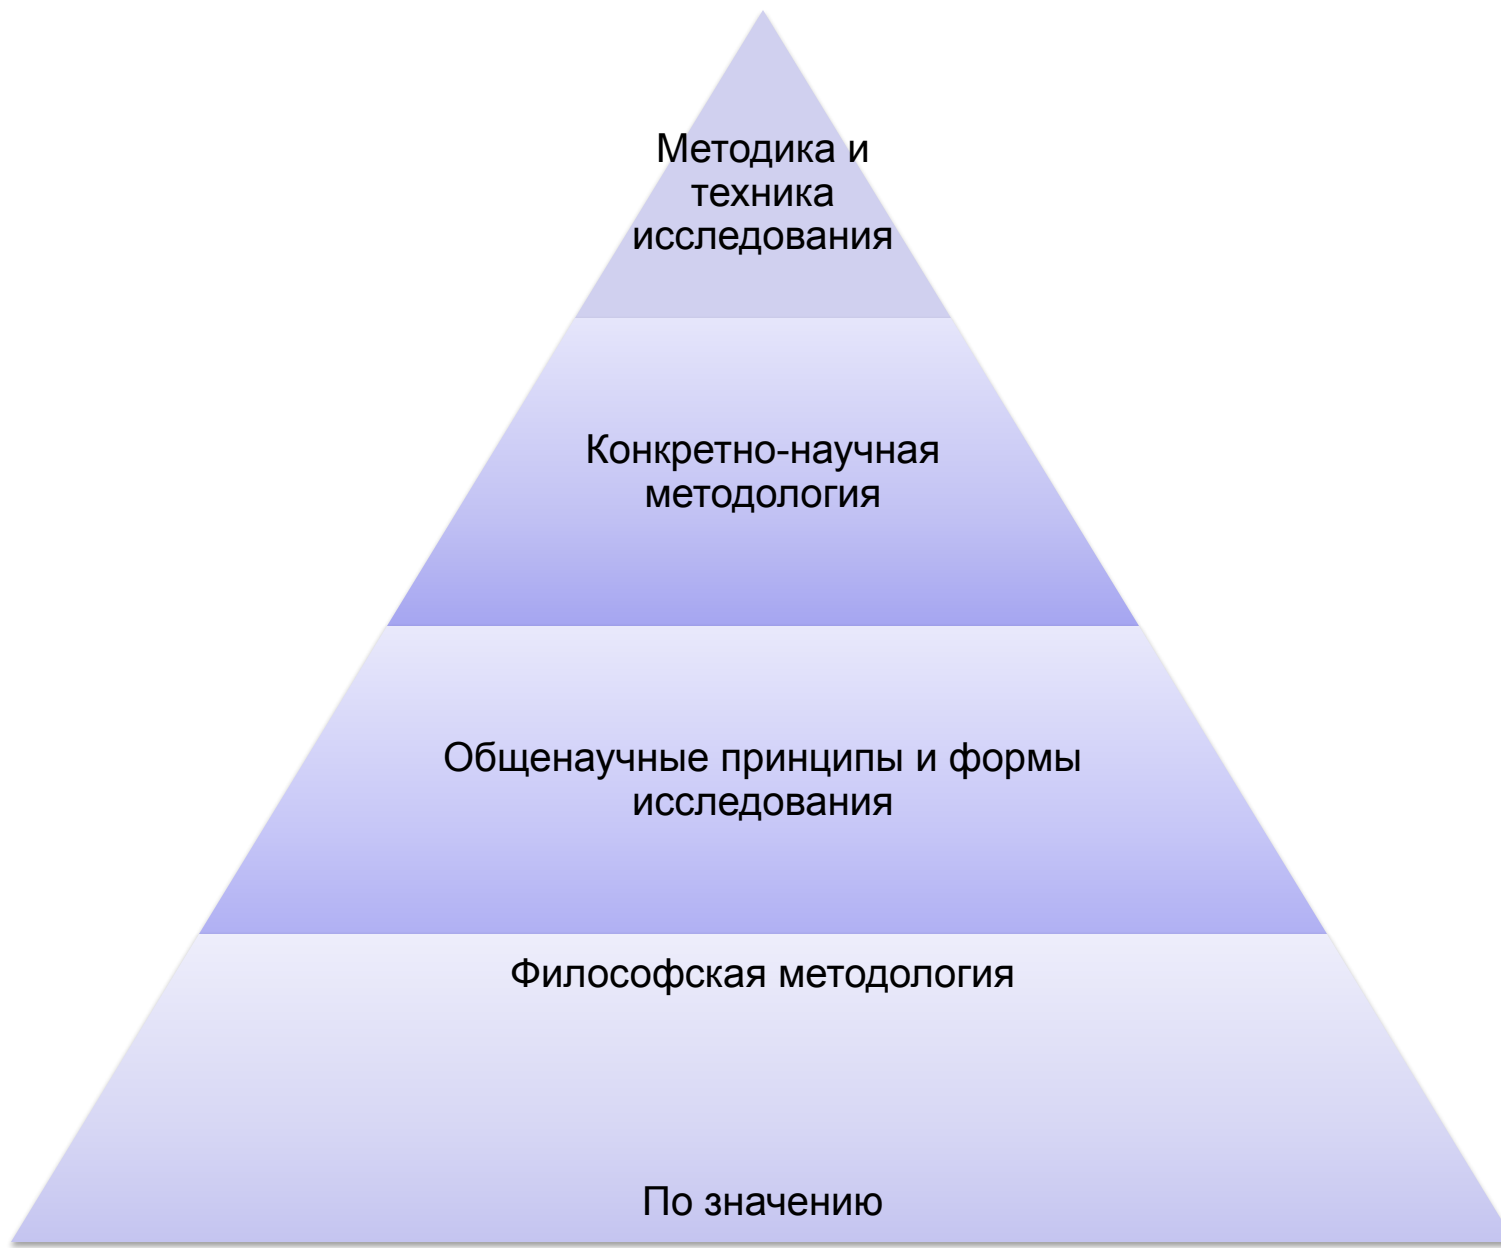 Методика и
техника
исследования
Конкретно-научная
методология
Общенаучные принципы и формы
исследования
Философская методология
По значению